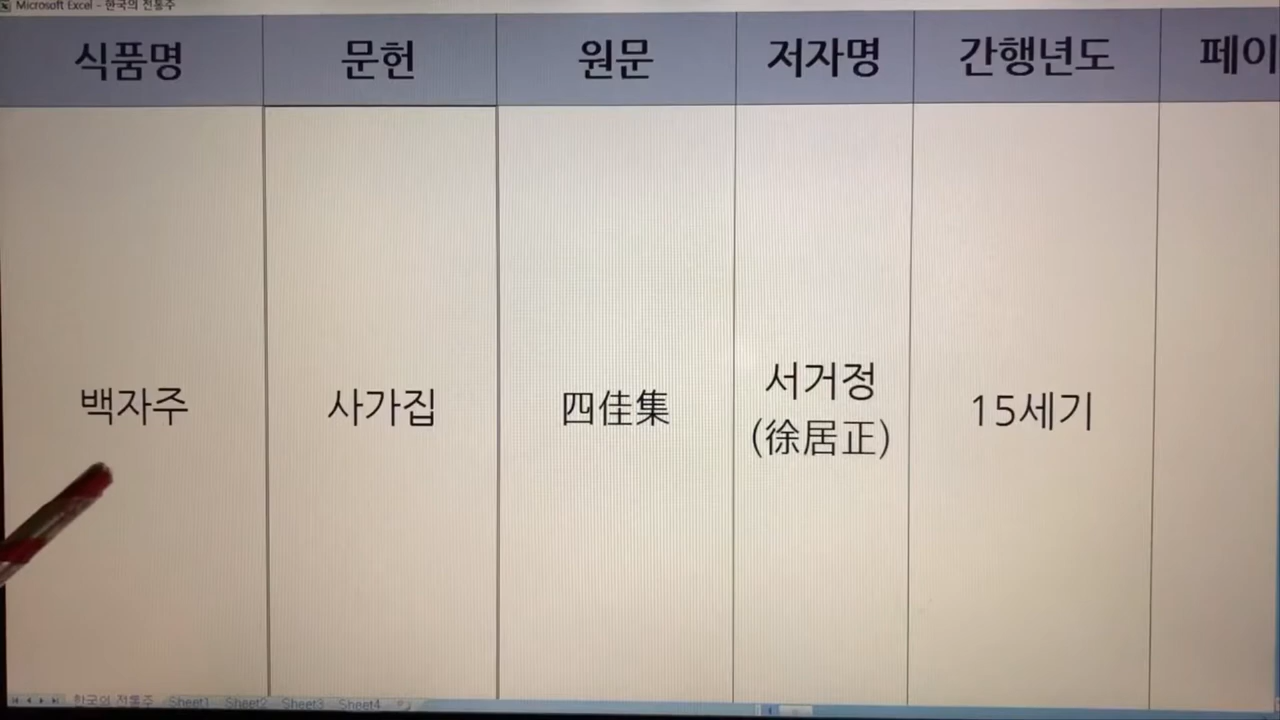 Microsoft Excel - 한국의 전통주
식품명 문헌 원문 저자명 간행년도 페이
백자주 사가집 四佳集 서거정 (徐居正) 15세기
한국의 전통주 Sheet1 Sheet2 Sheet3 Sheet4